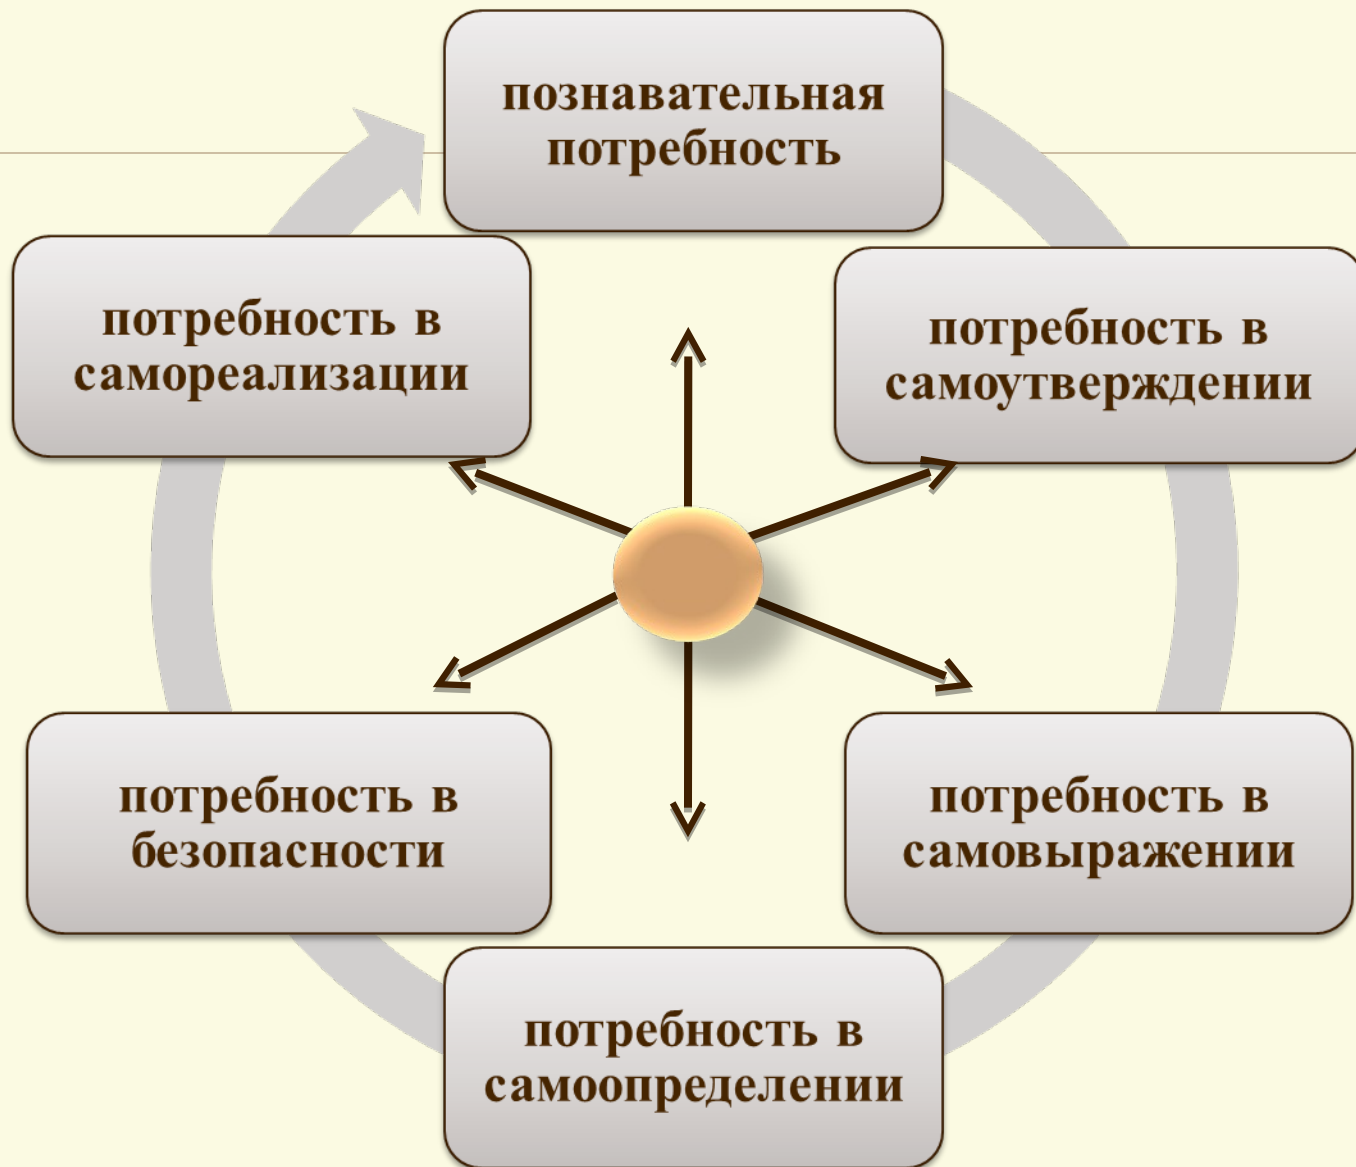 познавательная
потребность
потребность в
самореализации
потребность в
самоутверждении
потребность в
безопасности
потребность в
самовыражении
потребность в
самоопределении